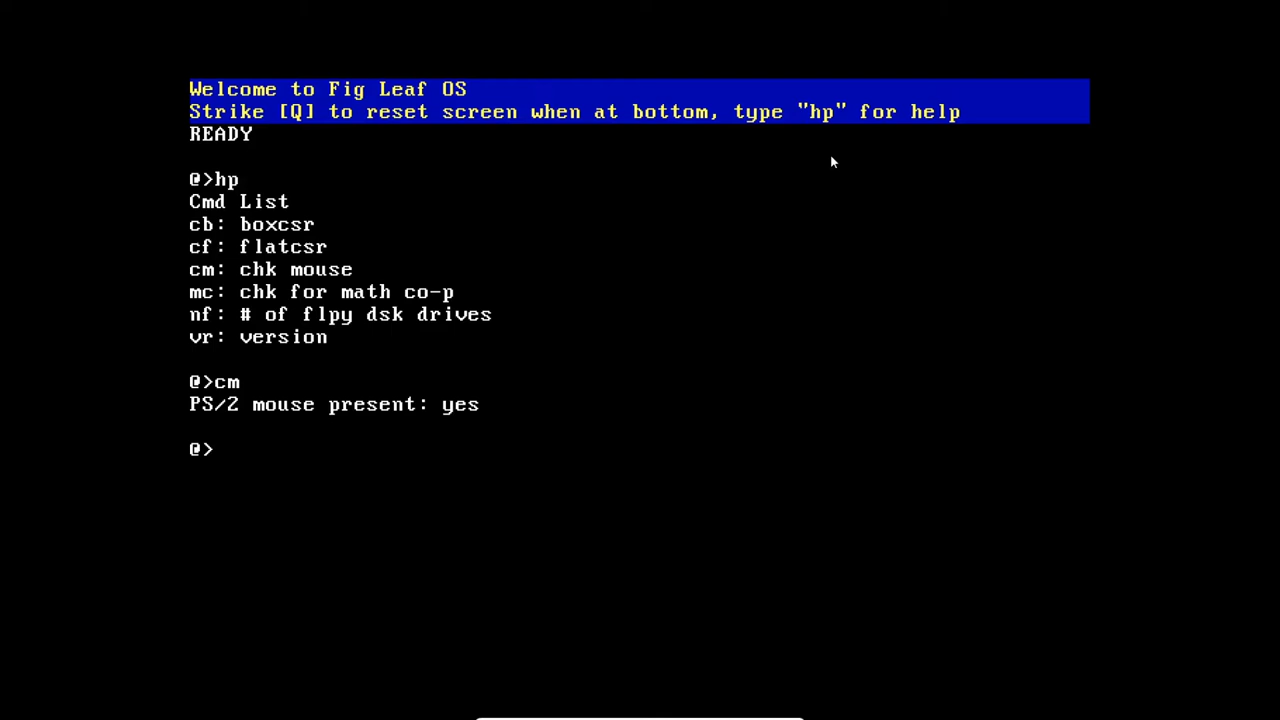 Welcome to Fig Leaf OS
Strike [Q] to reset screen when at bottom, type "hp" for help
READY
@>hp
Cmd List
cb: boxcsr
cf: flatcsr
cm: chk mouse
mc: chk for math co-p
nf: # of flpy dsk drives
vr: version
@>cm
PS/2 mouse present: yes
@>